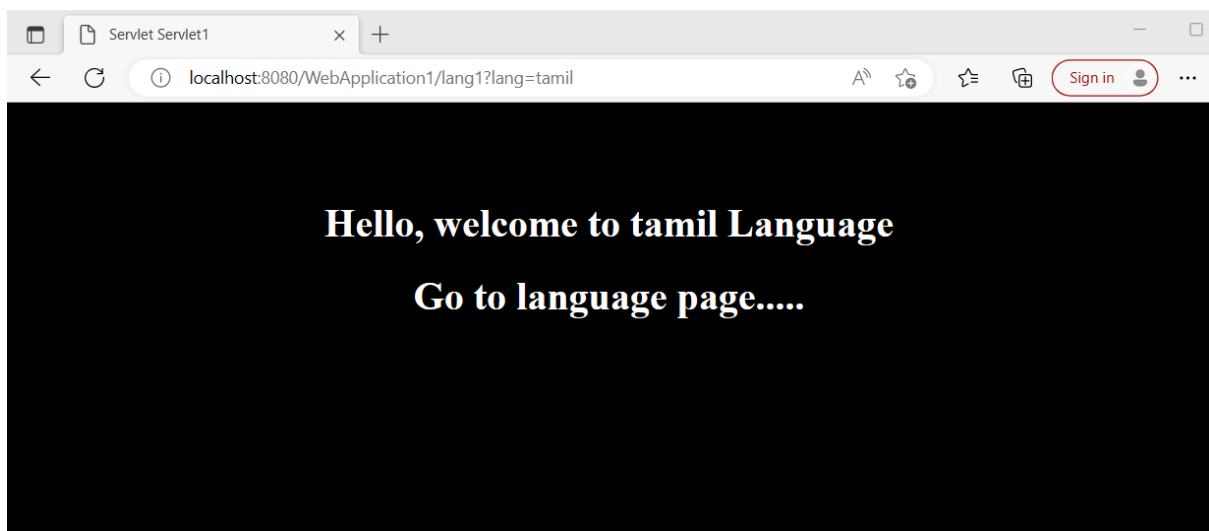 Servlet Servlet1
localhost:8080/WebApplication1/lang1?lang=tamil
Sign in
Hello, welcome to tamil Language
Go to language page.....